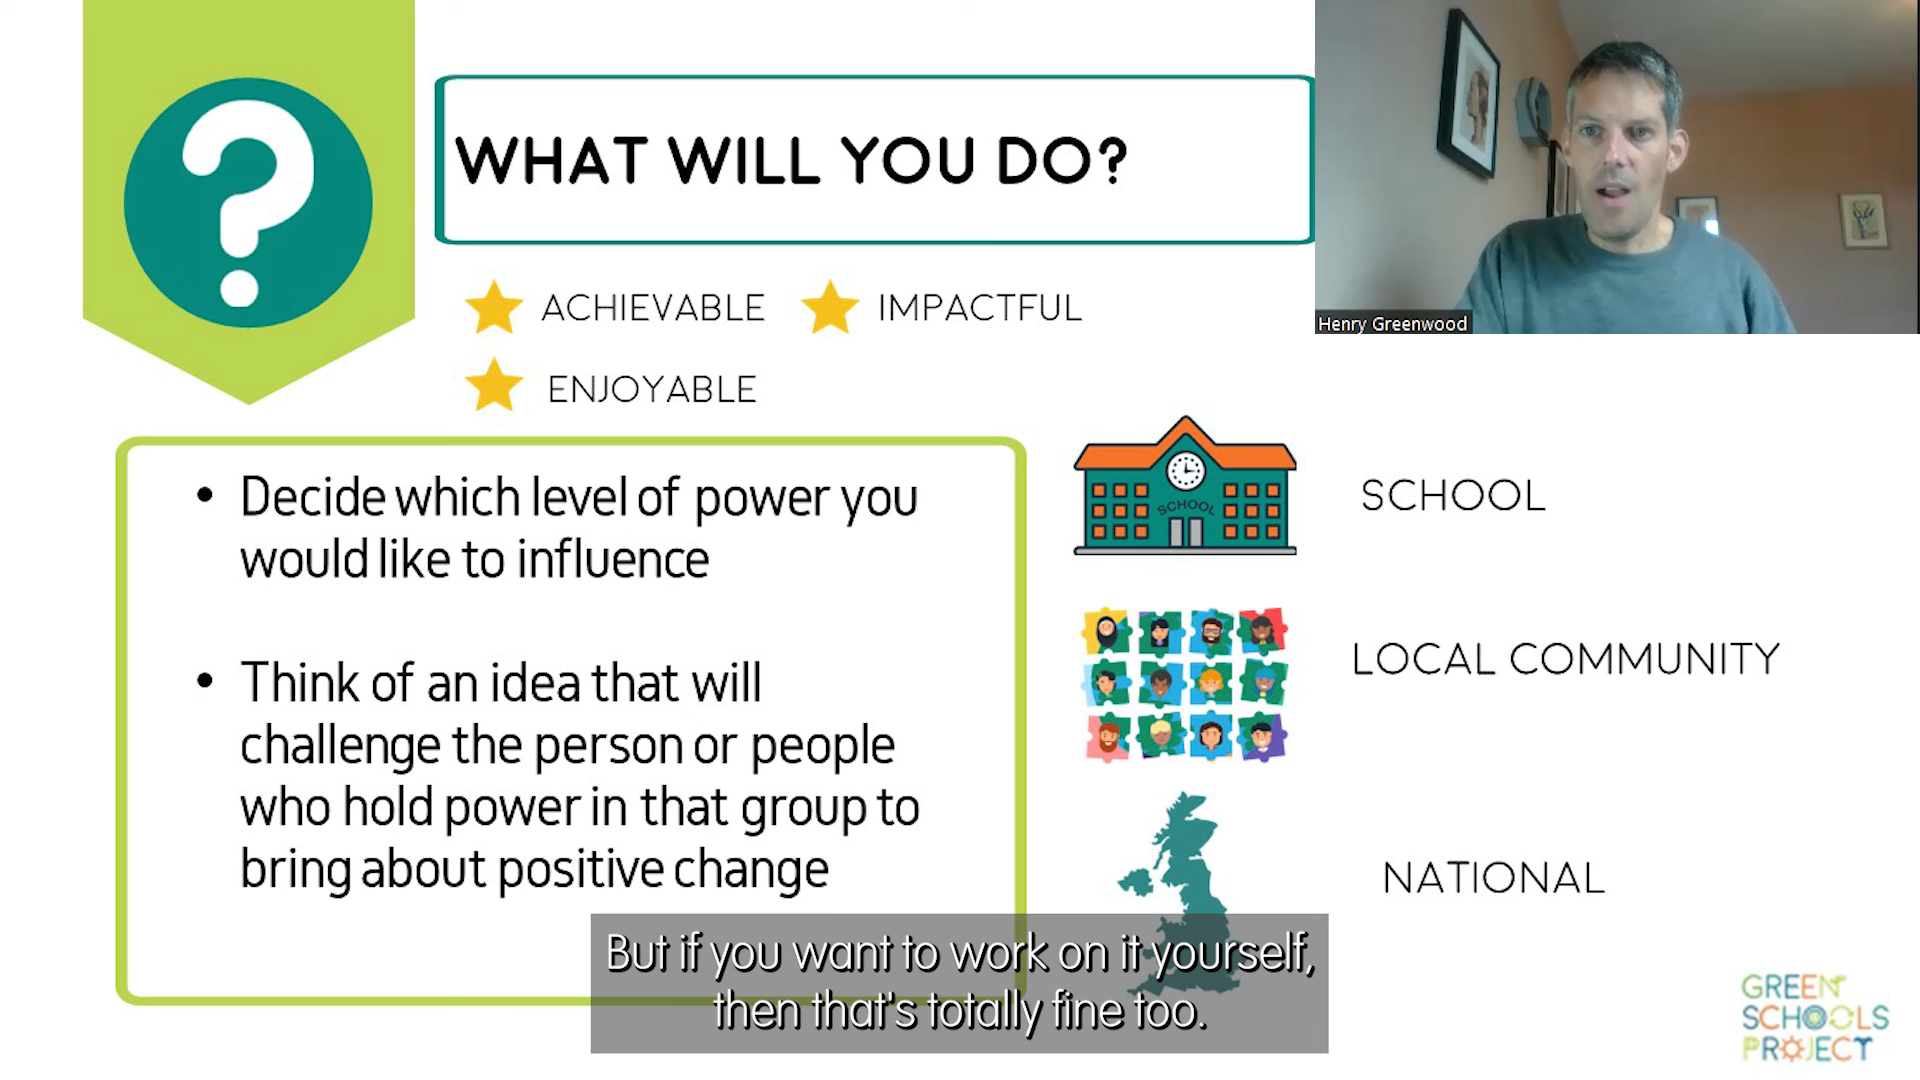 WHAT WILL YOU DO?
Henry Greenwood
ACHIEVABLE
IMPACTFUL
ENJOYABLE
• Decide which level of power you
would like to influence
• Think of an idea that will
challenge the person or people
who hold power in that group to
bring about positive change
SCHOOL
SCHOOL
LOCAL COMMUNITY
NATIONAL
But if you want to work on it yourself,
then that's totally fine too.
GREEN
SCHOOLS
PROJECT